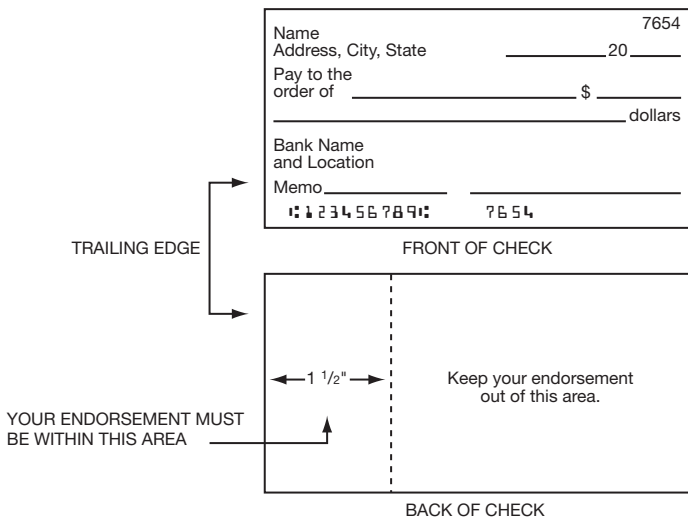 7654
Name
Address, City, State 20
Pay to the
order of $
dollars
Bank Name
and Location
Memo
⑆123456789⑆ 7654
TRAILING EDGE
FRONT OF CHECK
1 1/2"
Keep your endorsement
out of this area.
YOUR ENDORSEMENT MUST
BE WITHIN THIS AREA
BACK OF CHECK